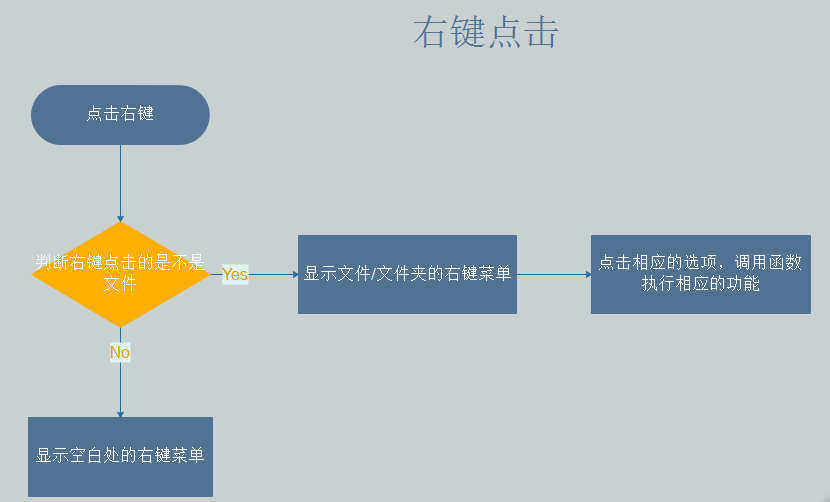 右键点击
点击右键
判断右键点击的是不是
文件
Yes
显示文件/文件夹的右键菜单
点击相应的选项，调用函数
执行相应的功能
No
显示空白处的右键菜单